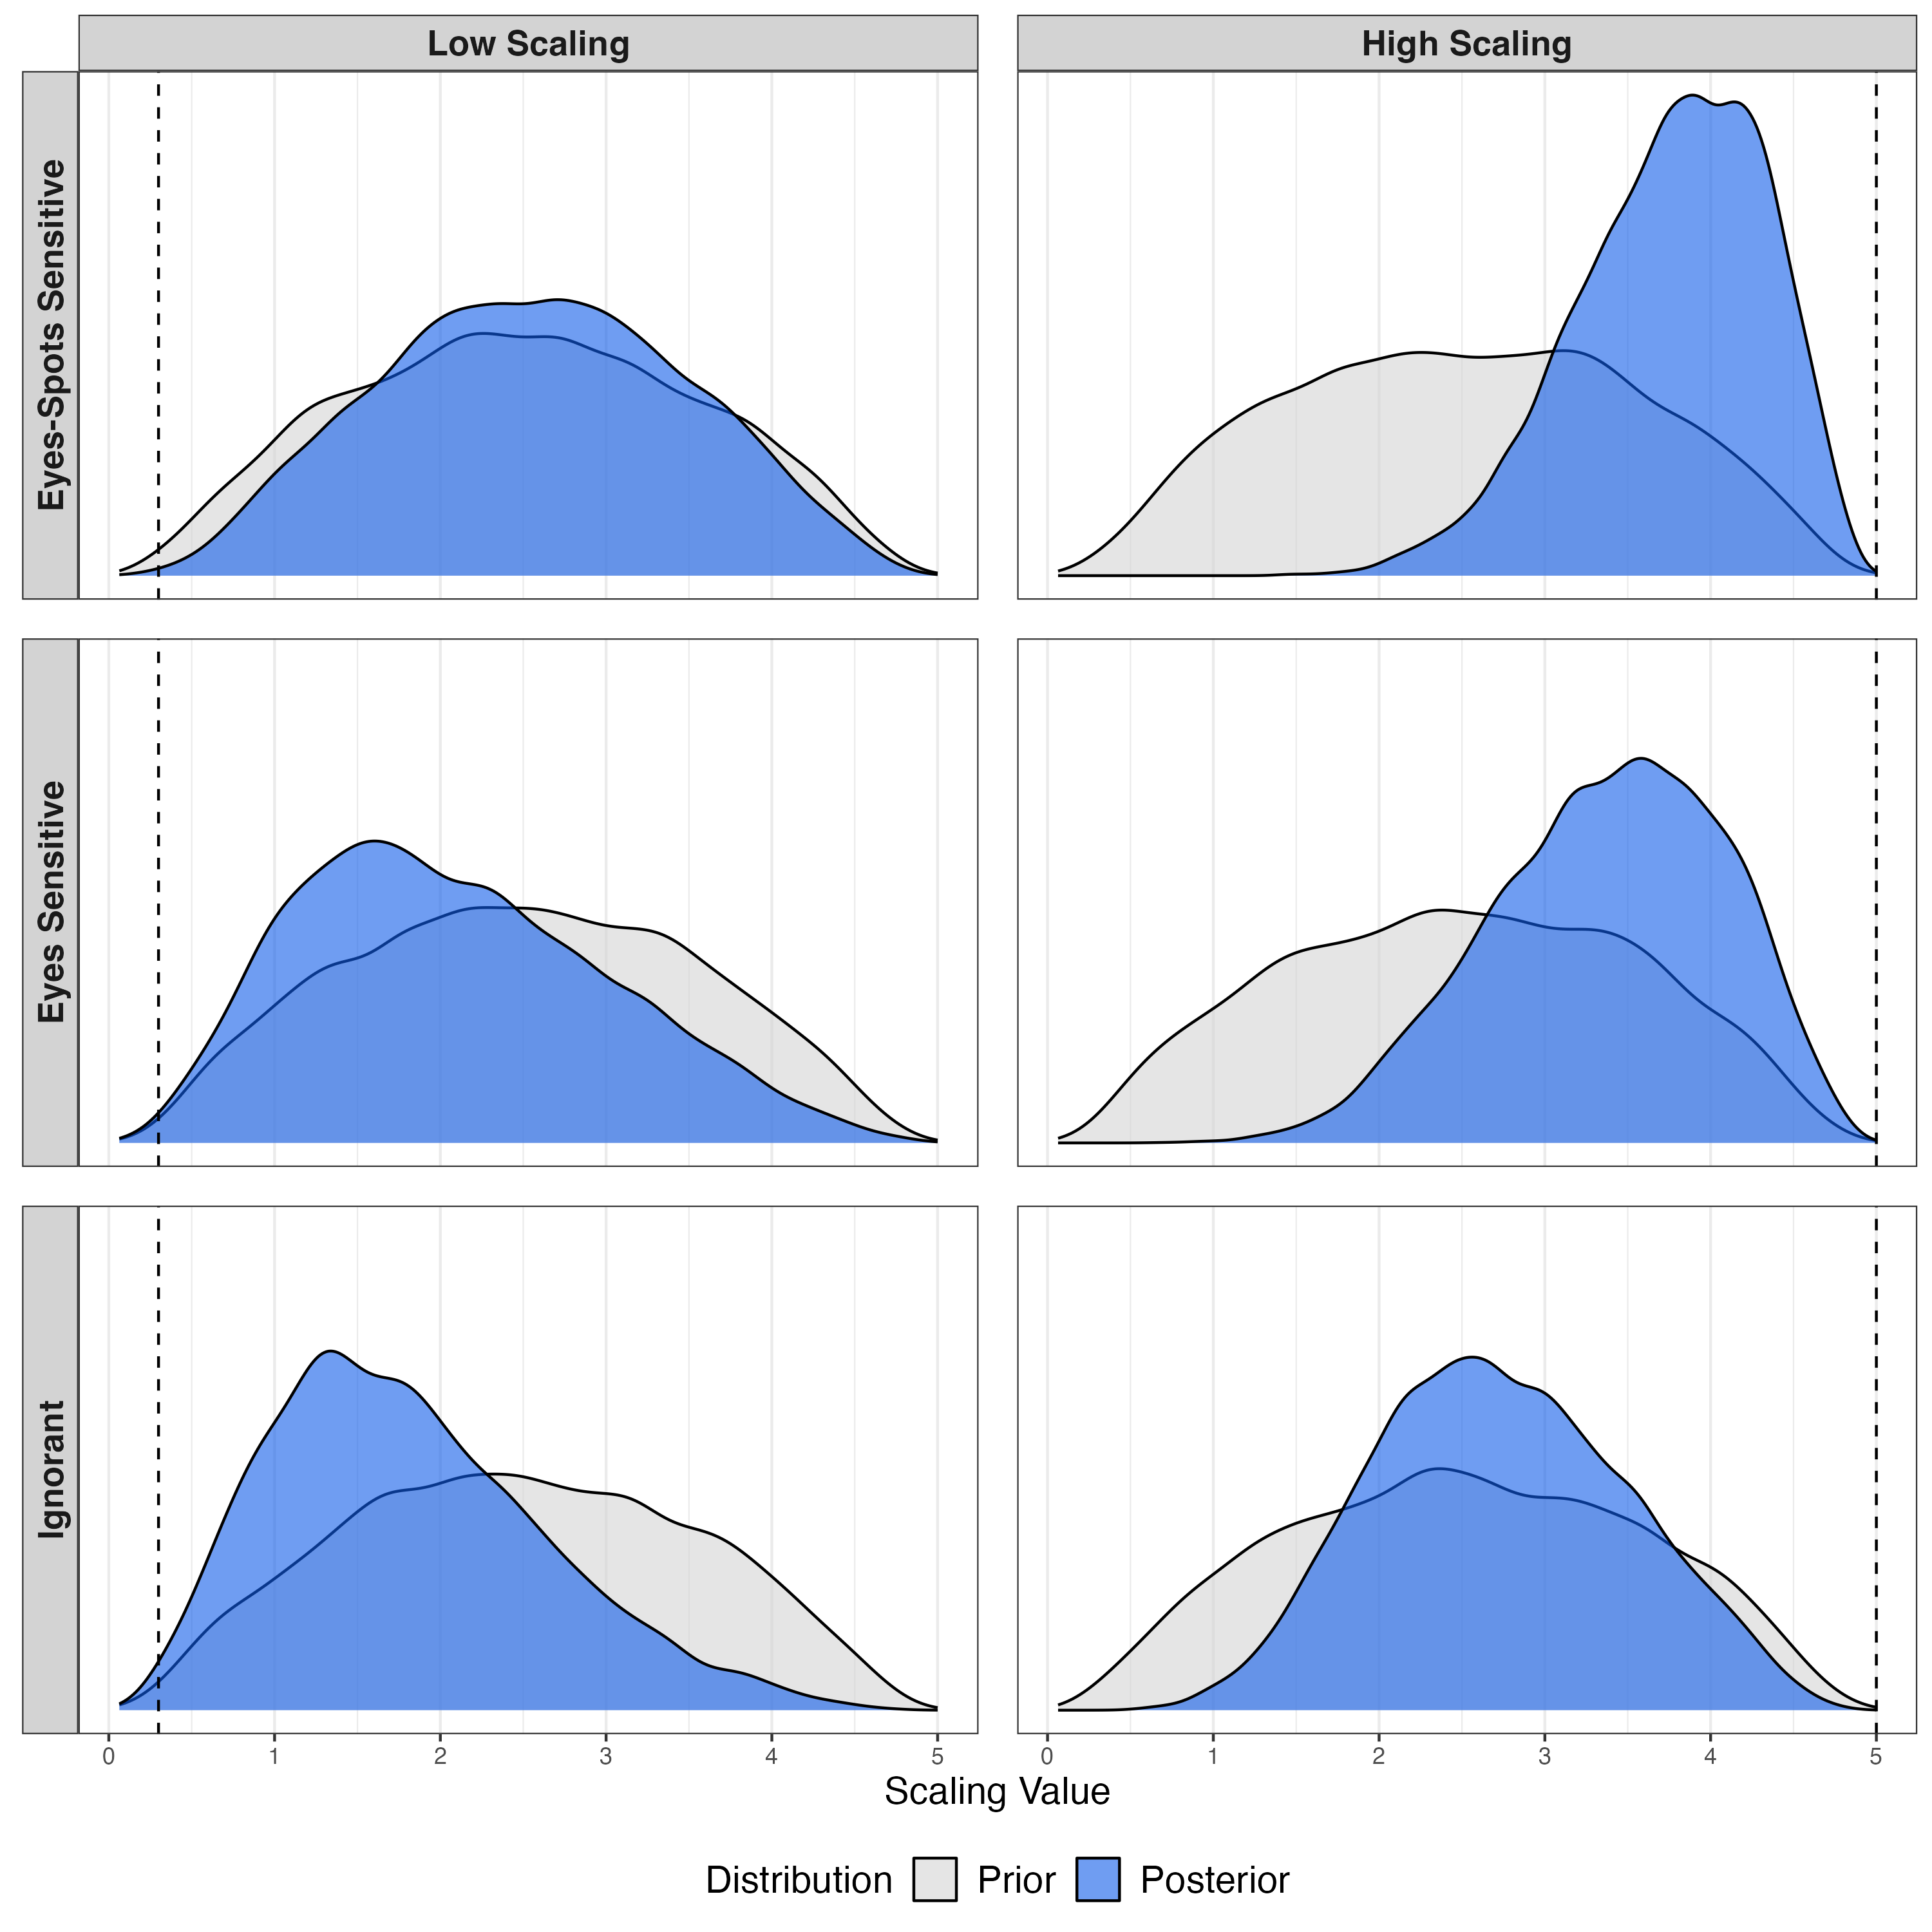 Low Scaling
High Scaling
Eyes-Spots Sensitive
Eyes Sensitive
Ignorant
0 1 2 3 4 5 0 1 2 3 4 5
Scaling Value
Distribution Prior Posterior